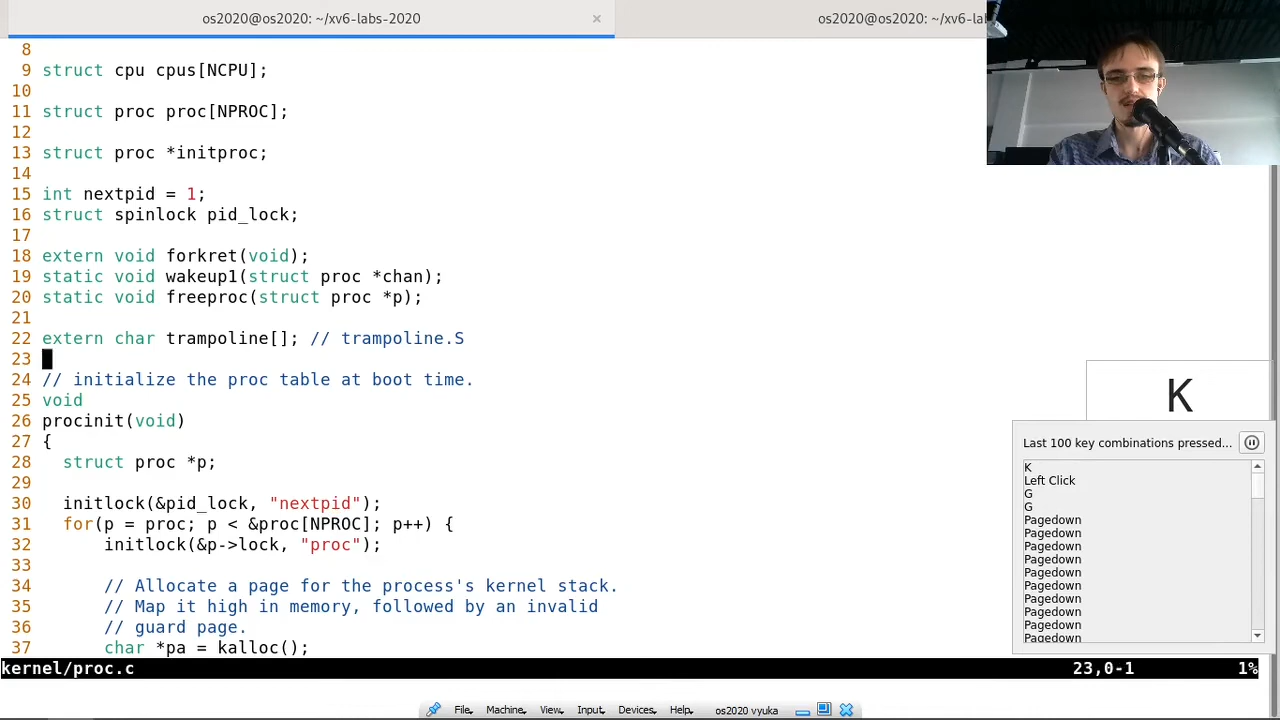 os2020@os2020: ~/xv6-labs-2020
×
os2020@os2020: ~/xv6-lab
8
9 struct cpu cpus[NCPU];
10
11 struct proc proc[NPROC];
12
13 struct proc *initproc;
14
15 int nextpid = 1;
16 struct spinlock pid_lock;
17
18 extern void forkret(void);
19 static void wakeup1(struct proc *chan);
20 static void freeproc(struct proc *p);
21
22 extern char trampoline[]; // trampoline.S
23
24 // initialize the proc table at boot time.
25 void
26 procinit(void)
27 {
28 struct proc *p;
29
30 initlock(&pid_lock, "nextpid");
31 for(p = proc; p < &proc[NPROC]; p++) {
32 initlock(&p->lock, "proc");
33
34 // Allocate a page for the process's kernel stack.
35 // Map it high in memory, followed by an invalid
36 // guard page.
37 char *pa = kalloc();
kernel/proc.c 23,0-1 1%
K
Last 100 key combinations pressed...
K
Left Click
G
G
Pagedown
Pagedown
Pagedown
Pagedown
Pagedown
Pagedown
Pagedown
Pagedown
Pagedown
Pagedown
File Machine View Input Devices Help os2020 vyuka